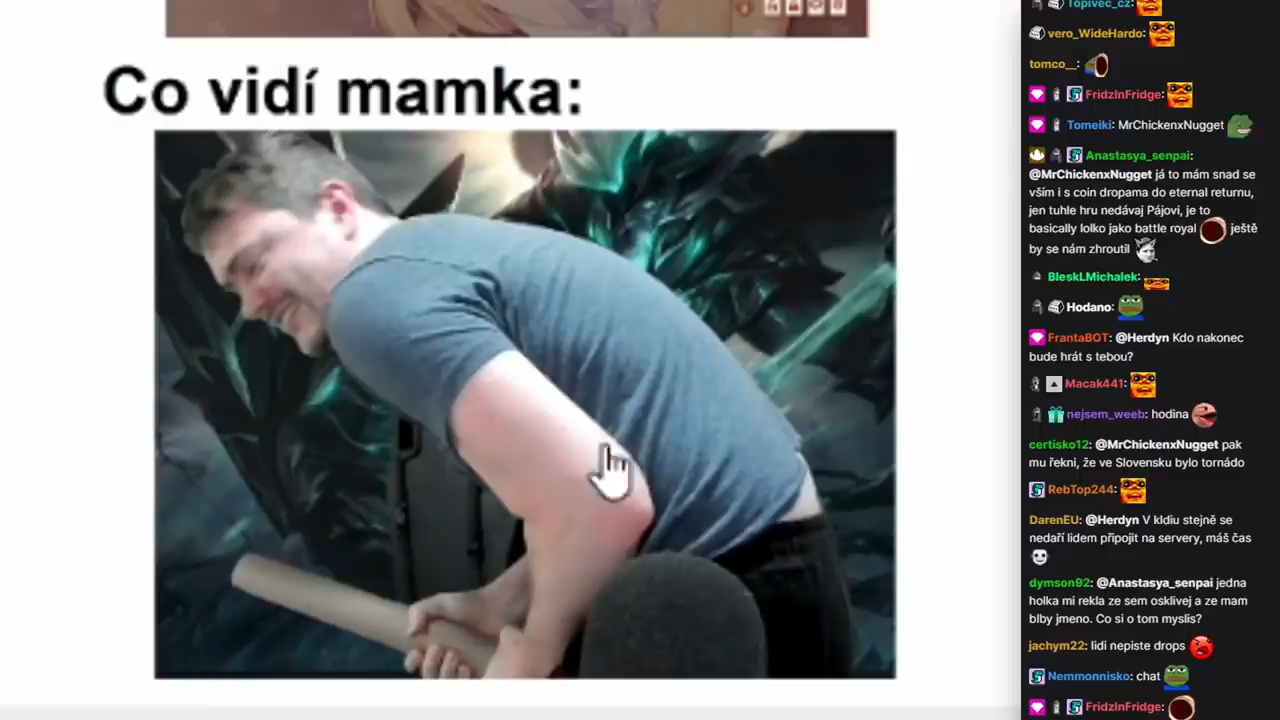 Co vidí mamka:
Topivec_cz:
vero_WideHardo:
tomco__:
FridzInFridge:
Tomeiki: MrChickenxNugget
Anastasya_senpai:
@MrChickenxNugget já to mám snad se
vším i s coin dropama do eternal returnu,
jen tuhle hru nedávaj Pájovi, je to
basically lolko jako battle royal ještě
by se nám zhroutil
BleskLMichalek:
Hodano:
FrantaBOT: @Herdyn Kdo nakonec
bude hrát s tebou?
Macak441:
nejsem_weeb: hodina
certisko12: @MrChickenxNugget pak
mu řekni, že ve Slovensku bylo tornádo
RebTop244:
DarenEU: @Herdyn V kldiu stejně se
nedaří lidem připojit na servery, máš čas
dymson92: @Anastasya_senpai jedna
holka mi rekla ze sem osklivej a ze mam
blby jmeno. Co si o tom myslis?
jachym22: lidi nepiste drops
Nemmonnisko: chat
FridzInFridge: